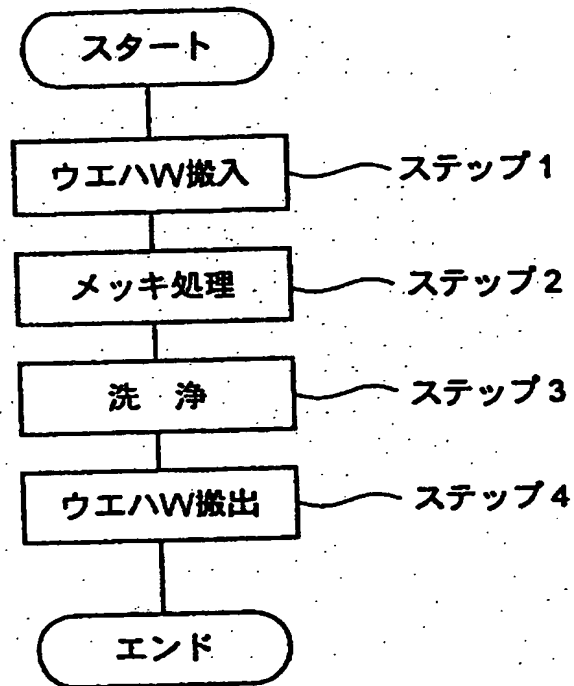 スタート
ウエハW搬入
ステップ1
メッキ処理
ステップ2
洗 浄
ステップ3
ウエハW搬出
ステップ4
エンド